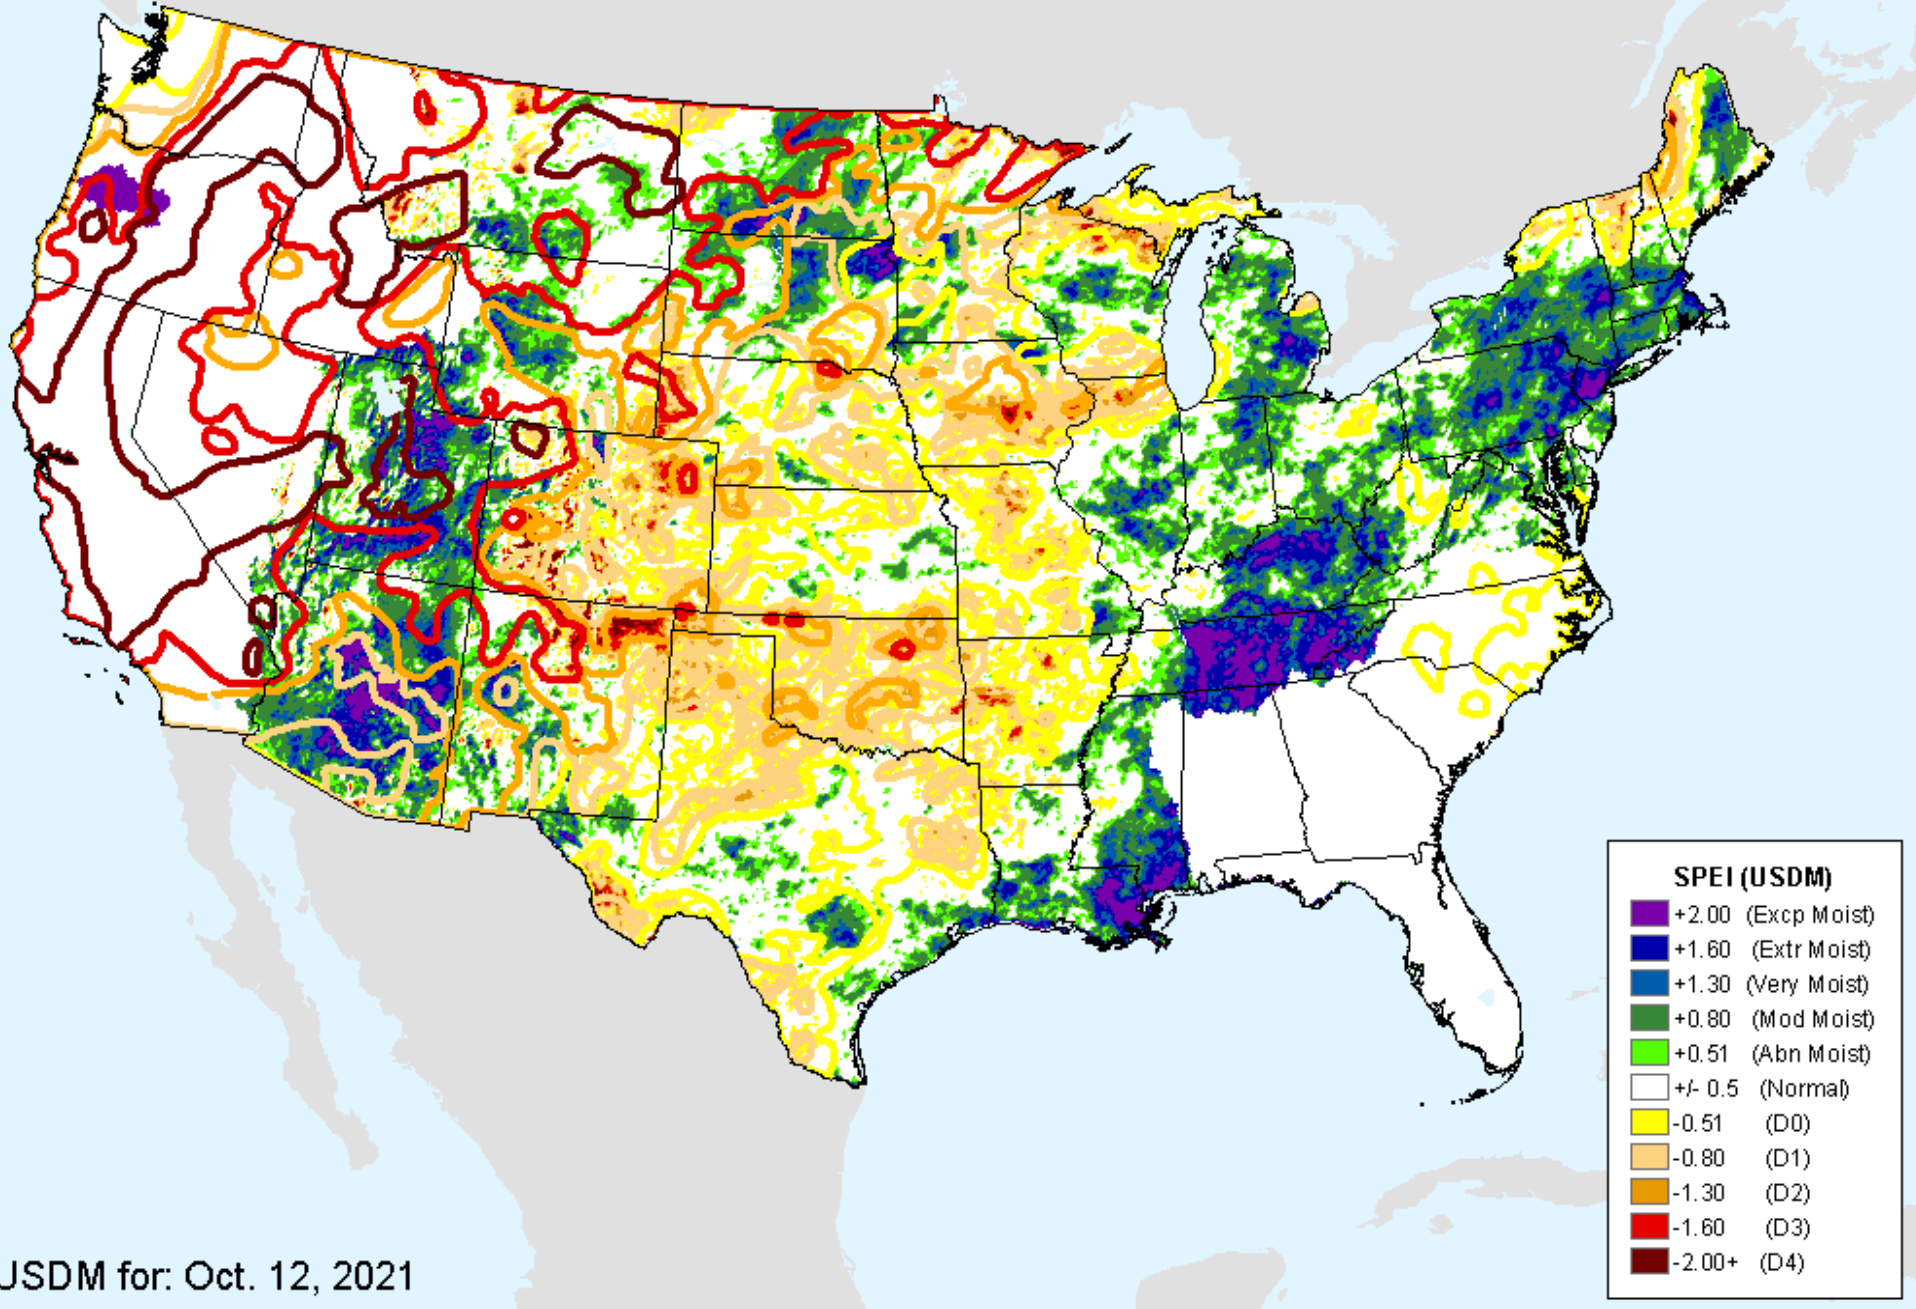 SPEI (USDM)
+2.00 (Excp Moist)
+1.60 (Extr Moist)
+1.30 (Very Moist)
+0.80 (Mod Moist)
+0.51 (Abn Moist)
+/- 0.5 (Normal)
-0.51 (D0)
-0.80 (D1)
-1.30 (D2)
-1.60 (D3)
-2.00+ (D4)
USDM for: Oct. 12, 2021